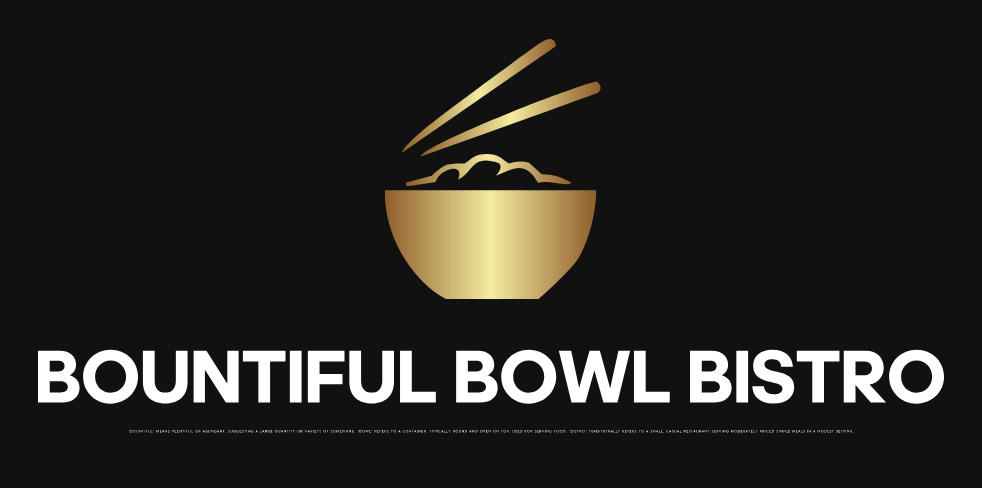 BOUNTIFUL BOWL BISTRO
"BOUNTIFUL" MEANS PLENTIFUL OR ABUNDANT, SUGGESTING A LARGE QUANTITY OR VARIETY OF SOMETHING. "BOWL" REFERS TO A CONTAINER, TYPICALLY ROUND AND OPEN ON TOP, USED FOR SERVING FOOD. "BISTRO" TRADITIONALLY REFERS TO A SMALL, CASUAL RESTAURANT SERVING MODERATELY PRICED SIMPLE MEALS IN A MODEST SETTING.